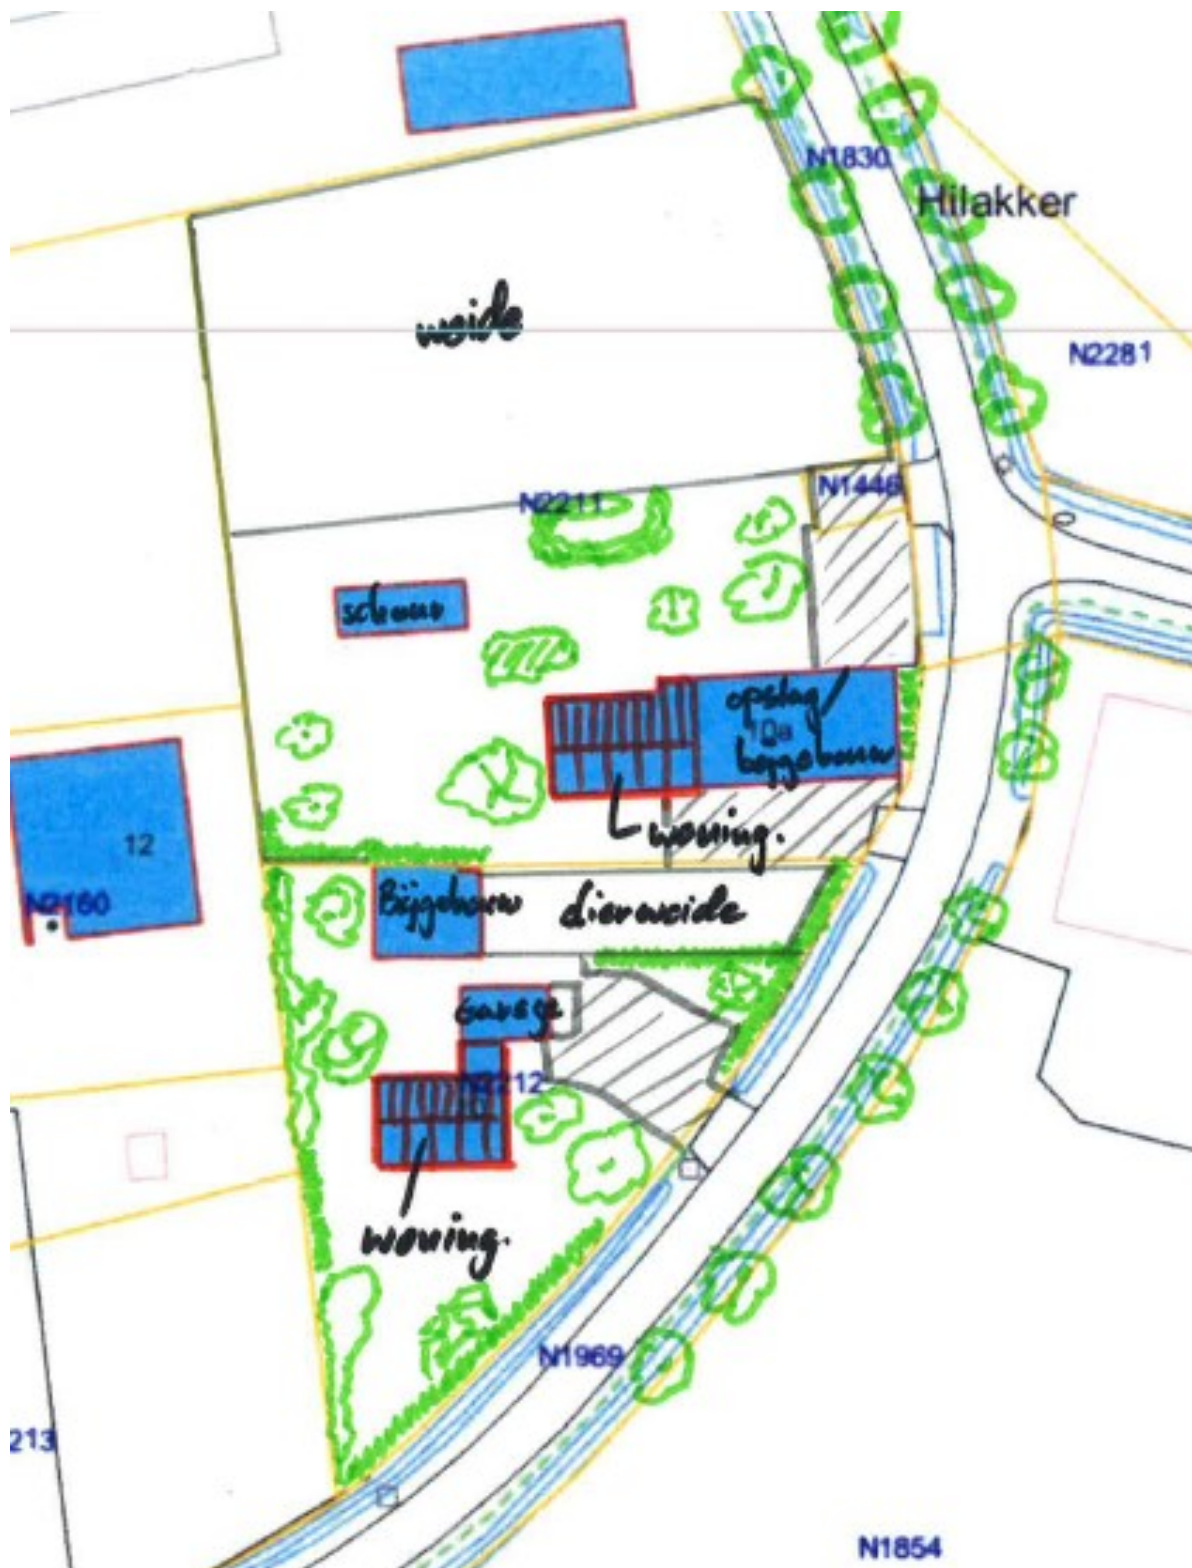 N1830
Hilakker
weide
N2281
N2211
N1446
schuur
opslag/
10a
bijgebouw
woning.
12
N2160
Bijgebouw
dierweide
Garage
N2212
woning.
N1969
213
N1854